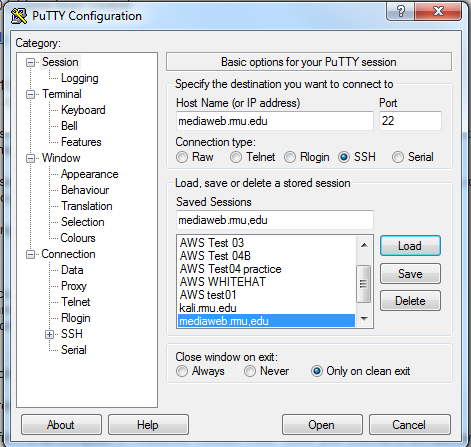 PuTTY Configuration
Category:
Session
Logging
Terminal
Keyboard
Bell
Features
Window
Appearance
Behaviour
Translation
Selection
Colours
Connection
Data
Proxy
Telnet
Rlogin
SSH
Serial
Basic options for your PuTTY session
Specify the destination you want to connect to
Host Name (or IP address) Port
mediaweb.rmu.edu 22
Connection type:
Raw Telnet Rlogin SSH Serial
Load, save or delete a stored session
Saved Sessions
mediaweb.rmu,edu
AWS Test 03
AWS Test 04B
AWS Test04 practice
AWS WHITEHAT
AWS test01
kali.rmu.edu
mediaweb.rmu,edu
Load
Save
Delete
Close window on exit:
Always Never Only on clean exit
About Help Open Cancel